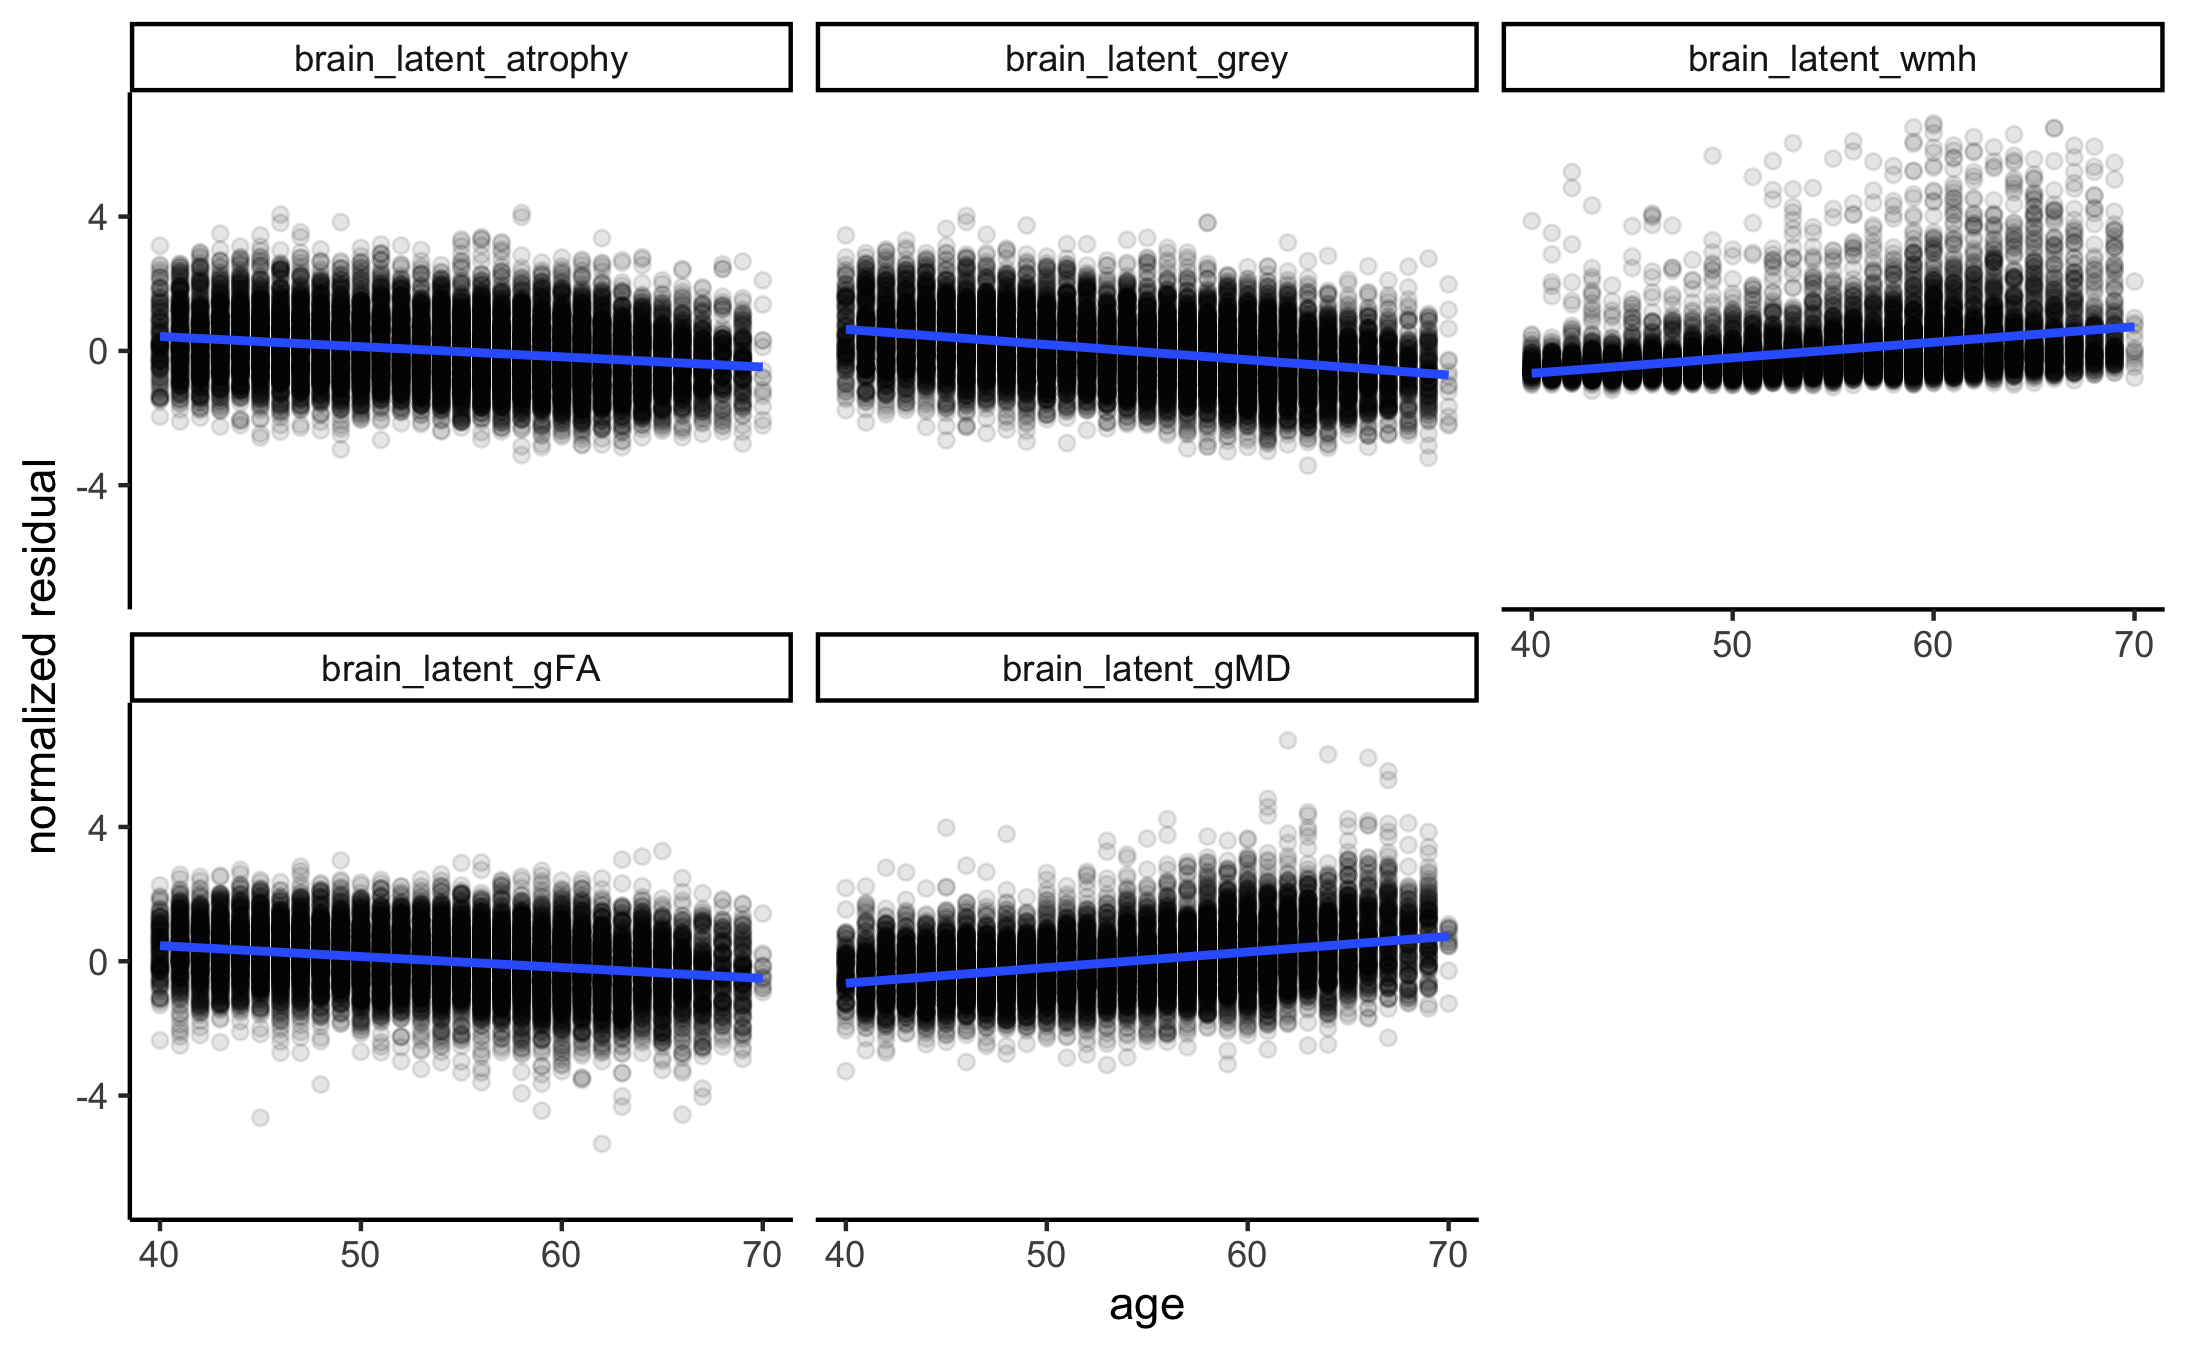 brain_latent_atrophy
brain_latent_grey
brain_latent_wmh
4
0
-4
40 50 60 70
normalized residual
brain_latent_gFA
brain_latent_gMD
4
0
-4
40 50 60 70
40 50 60 70
age